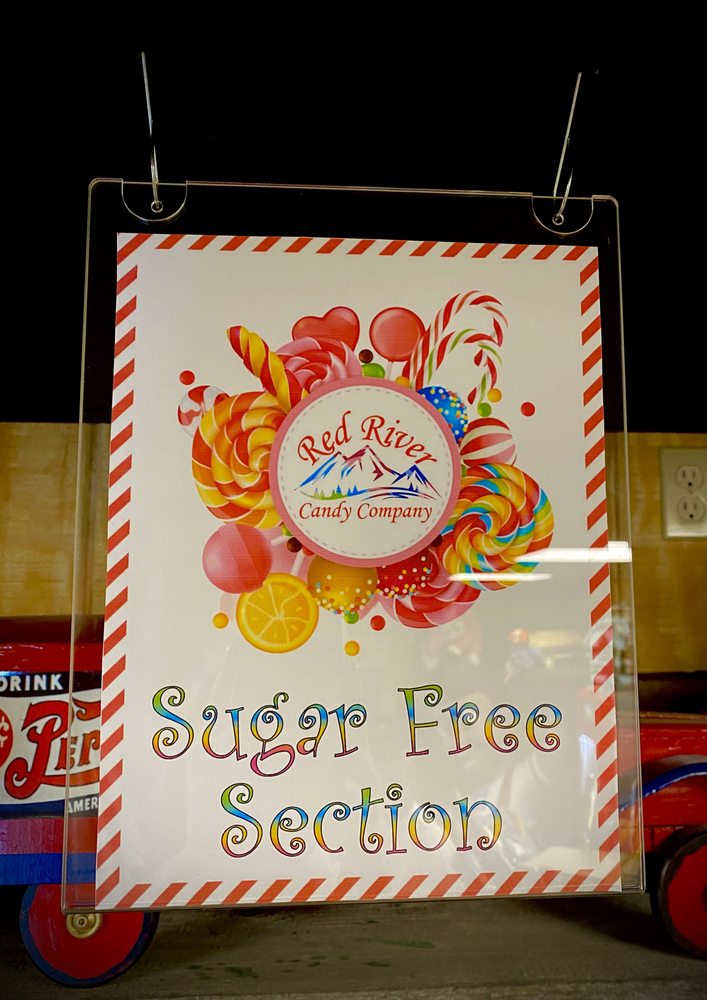 Red River
Candy Company
Sugar Free
Section
DRINK